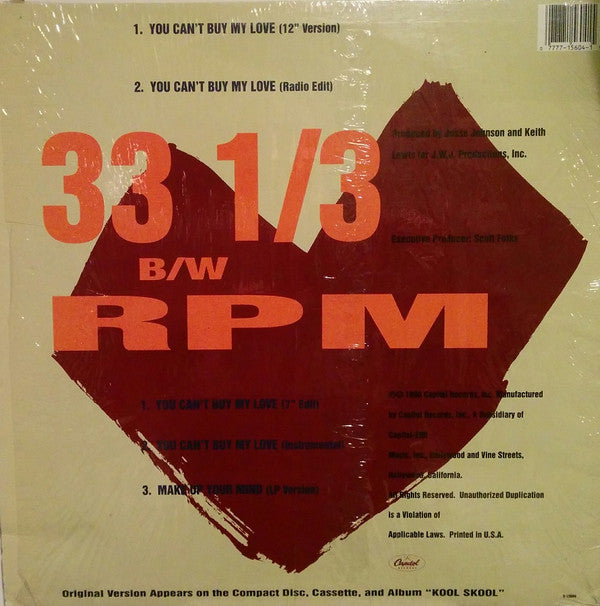 1. YOU CAN'T BUY MY LOVE (12" Version)
0 7777-15604-1
2. YOU CAN'T BUY MY LOVE (Radio Edit)
33 1/3
Produced by Jesse Johnson and Keith
Lewis for J.W.J. Productions, Inc.
Executive Producer: Scott Folks
B/W
RPM
1. YOU CAN'T BUY MY LOVE (7" Edit)
2. YOU CAN'T BUY MY LOVE (Instrumental)
3. MAKE UP YOUR MIND (LP Version)
Capitol Records, Inc. Manufactured
by Capitol Records, Inc., a Subsidiary of
Capitol-EMI
Music, Inc., Hollywood and Vine Streets,
Hollywood, California.
All Rights Reserved. Unauthorized Duplication
is a Violation of
Applicable Laws. Printed in U.S.A.
Capitol
RECORDS
Original Version Appears on the Compact Disc, Cassette, and Album "KOOL SKOOL"